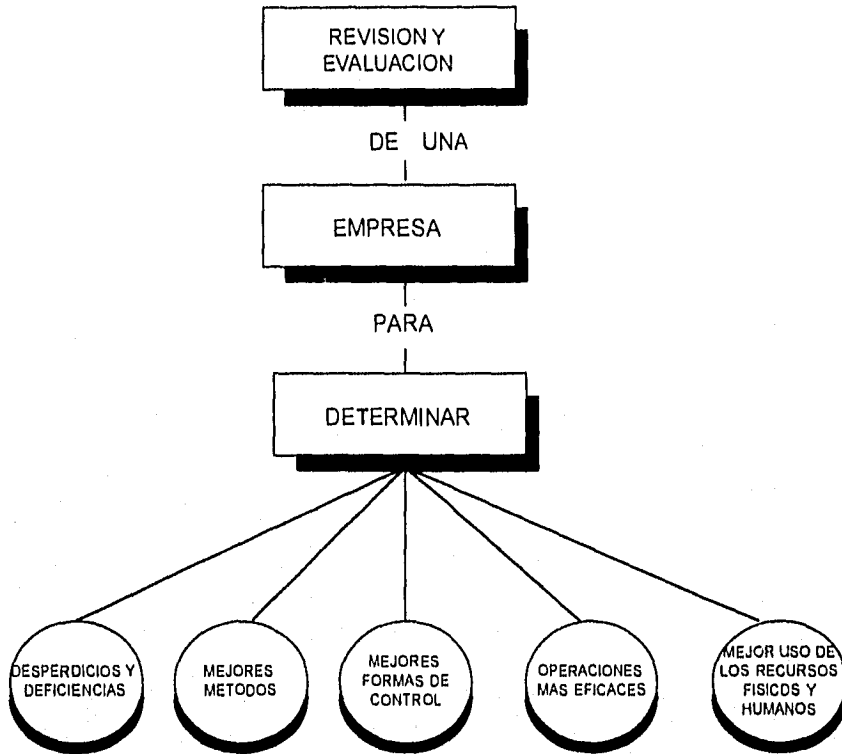 REVISION Y
EVALUACION
DE UNA
EMPRESA
PARA
DETERMINAR
DESPERDICIOS Y
DEFICIENCIAS
MEJORES
METODOS
MEJORES
FORMAS DE
CONTROL
OPERACIONES
MAS EFICACES
MEJOR USO DE
LOS RECURSOS
FISICOS Y
HUMANOS